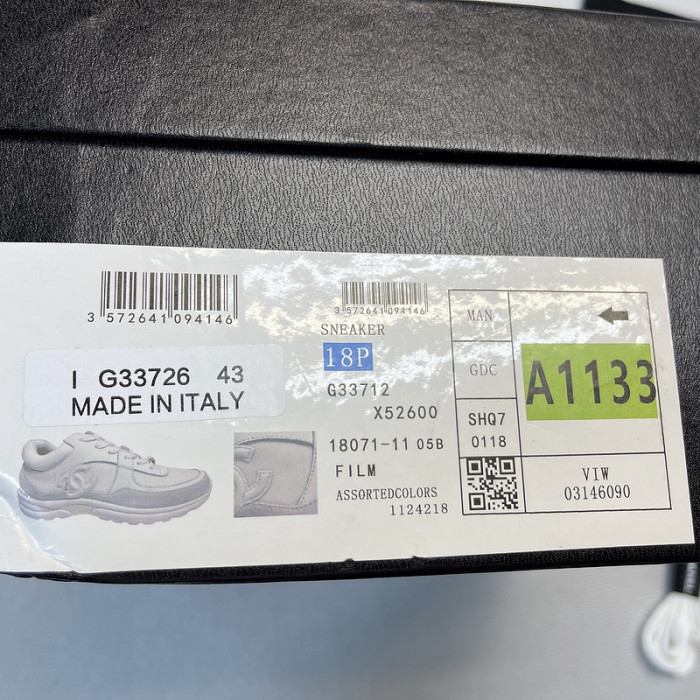 3 572641 094146
I G33726 43
MADE IN ITALY
3 572641 094146
SNEAKER
18P
G33712
X52600
18071-11 05B
FILM
ASSORTEDCOLORS
1124218
MAN
GDC
A1133
SHQ7
0118
VIW
03146090